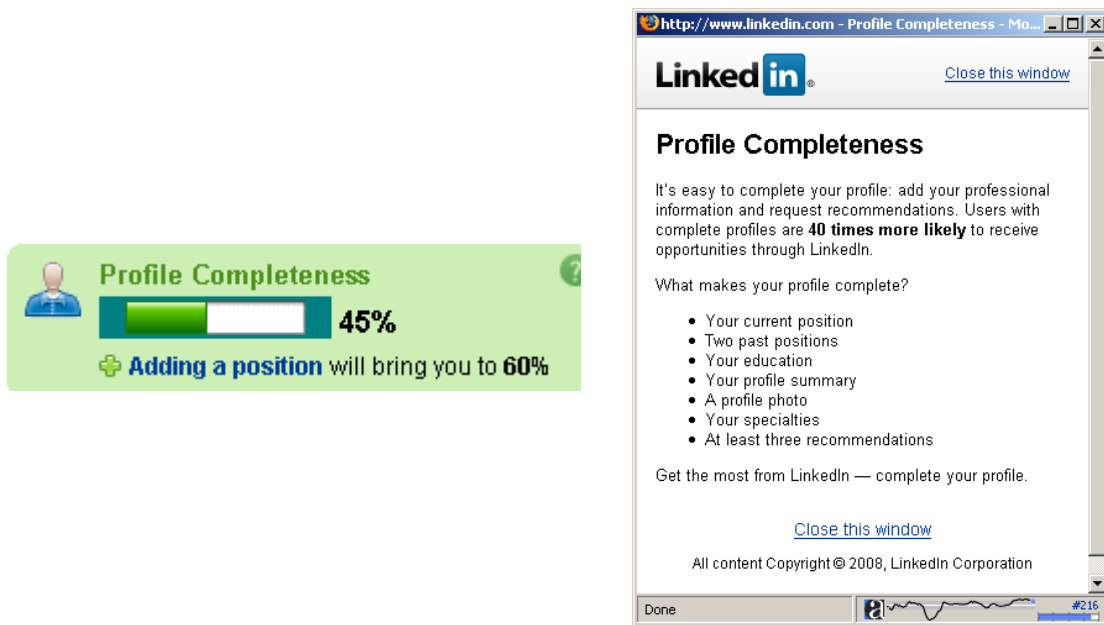 Profile Completeness
?
45%
Adding a position will bring you to 60%
http://www.linkedin.com - Profile Completeness - Mo...
Linked in ®
Close this window
Profile Completeness
It's easy to complete your profile: add your professional
information and request recommendations. Users with
complete profiles are 40 times more likely to receive
opportunities through LinkedIn.
What makes your profile complete?
• Your current position
• Two past positions
• Your education
• Your profile summary
• A profile photo
• Your specialties
• At least three recommendations
Get the most from LinkedIn — complete your profile.
Close this window
All content Copyright © 2008, LinkedIn Corporation
Done
a
#216